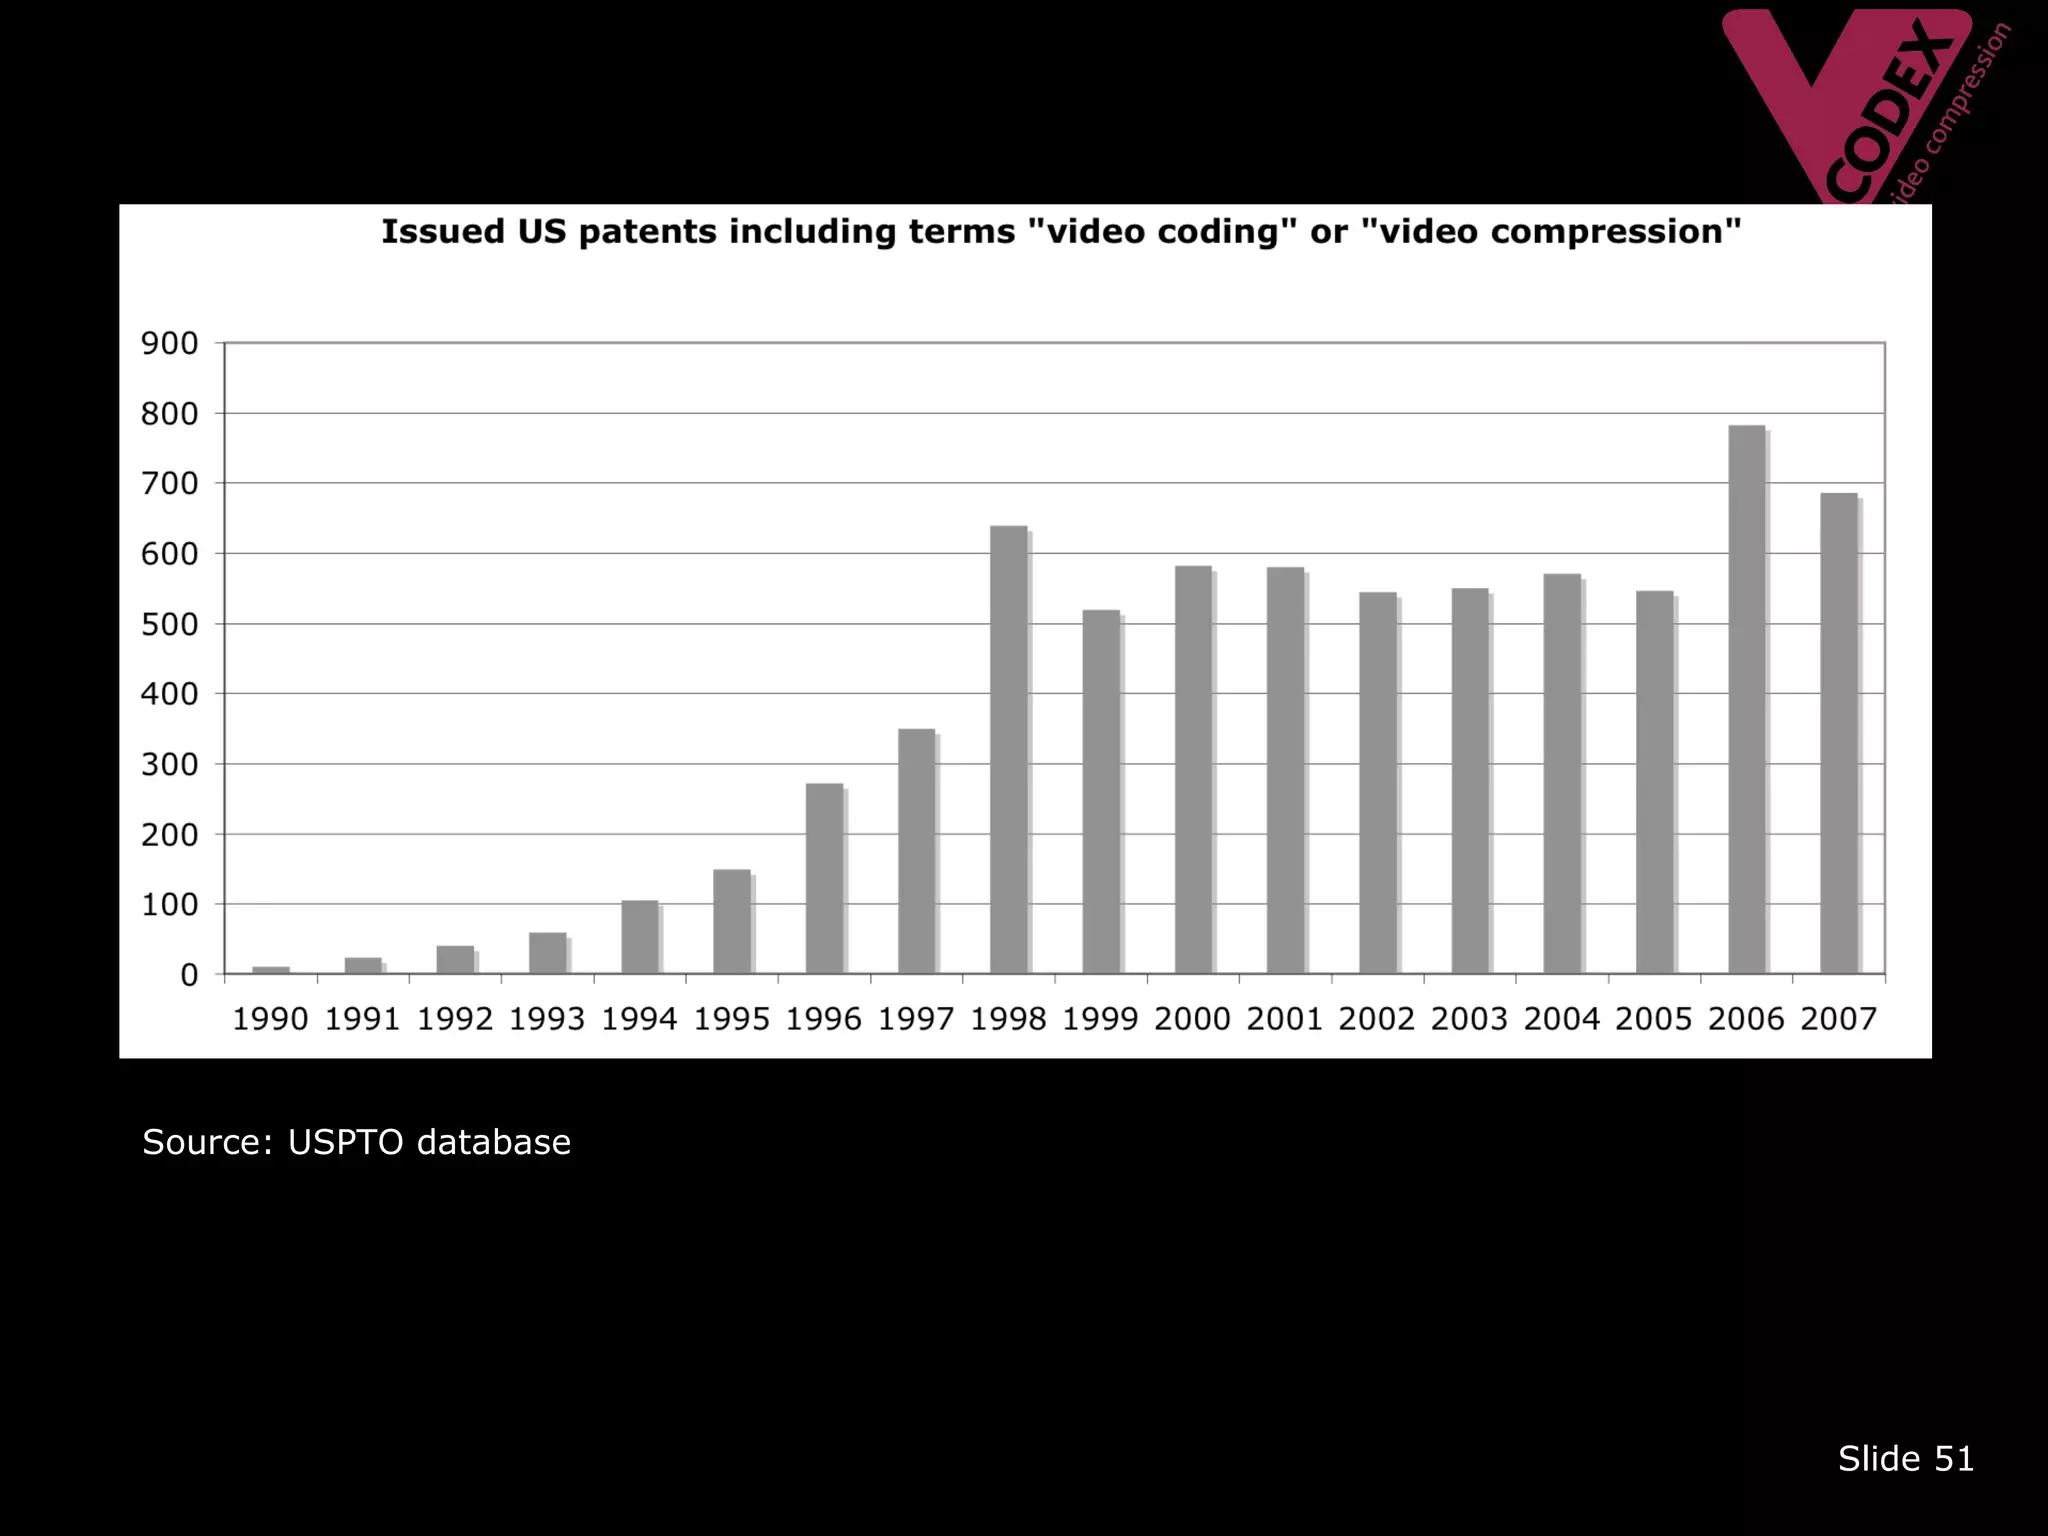 CODEX
video compression
Issued US patents including terms "video coding" or "video compression"
900
800
700
600
500
400
300
200
100
0
1990 1991 1992 1993 1994 1995 1996 1997 1998 1999 2000 2001 2002 2003 2004 2005 2006 2007
Source: USPTO database
Slide 51